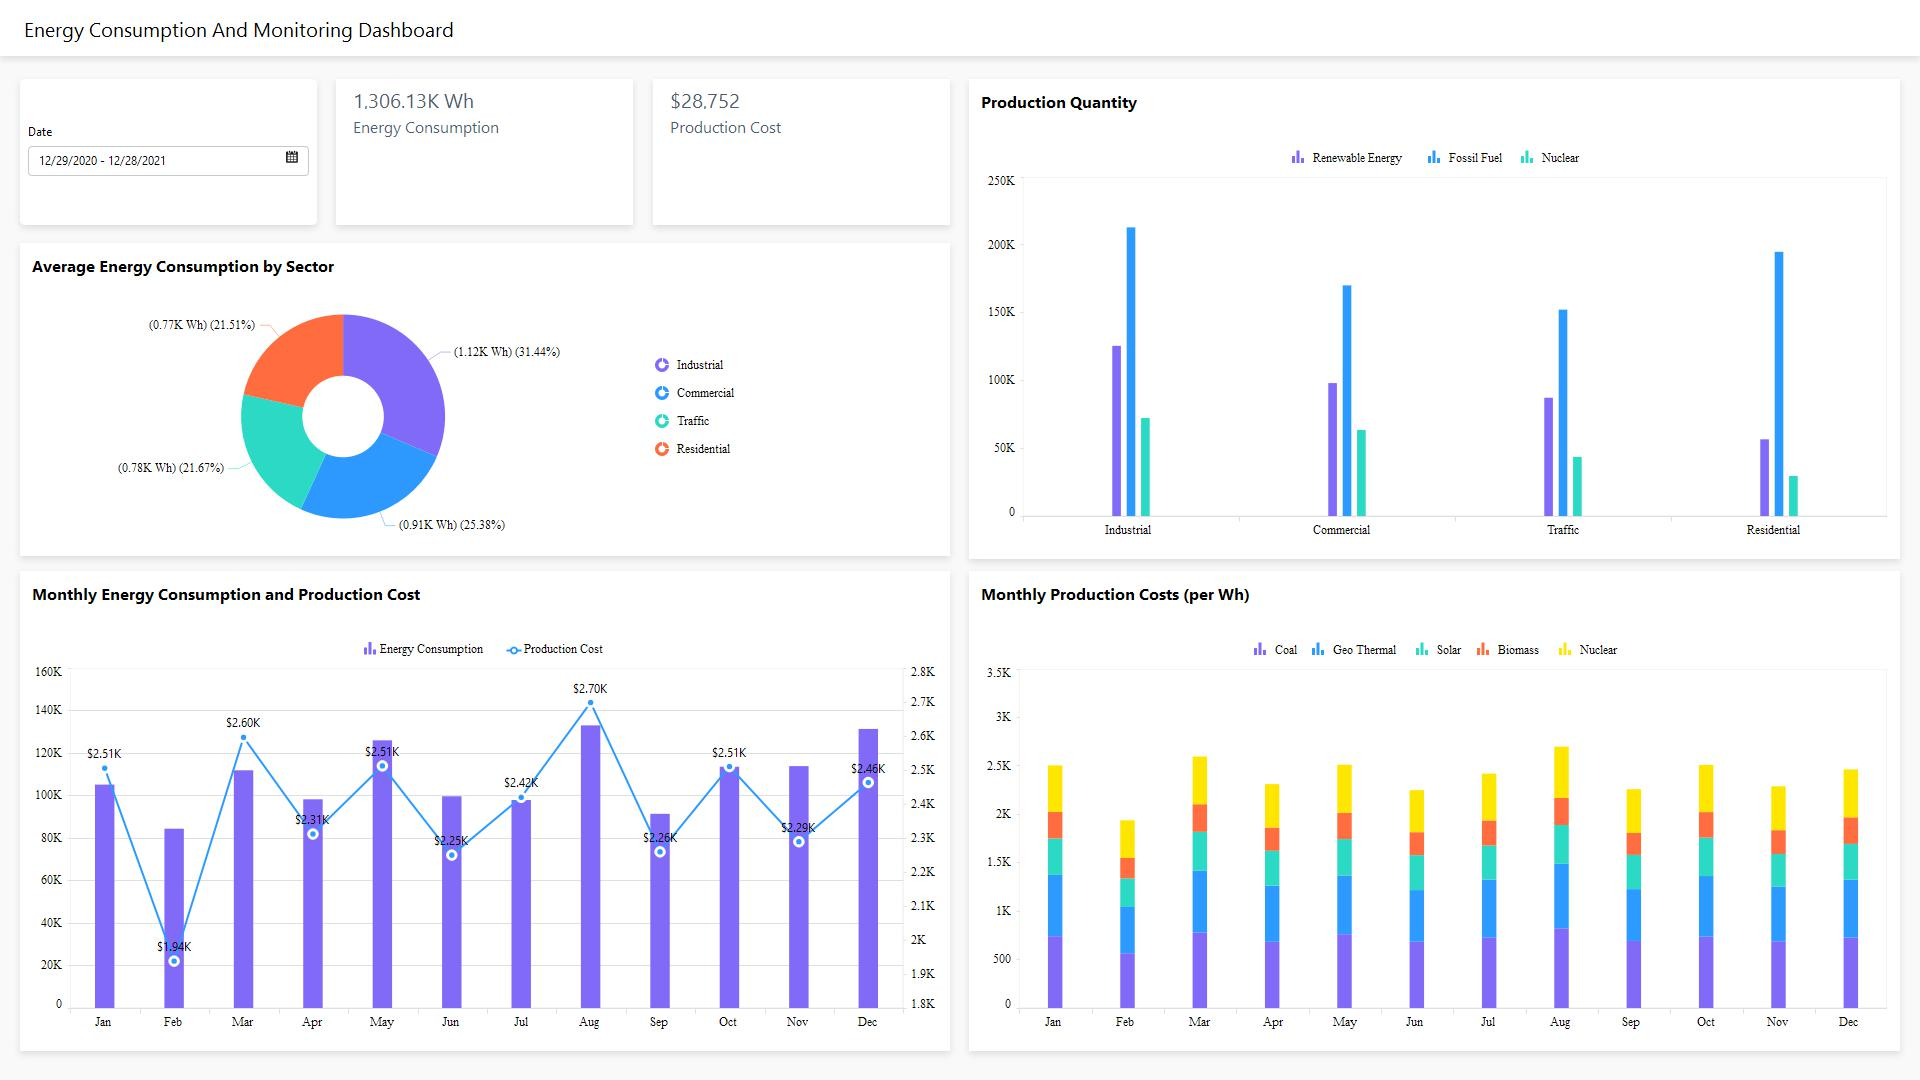 Energy Consumption And Monitoring Dashboard
Date
12/29/2020 - 12/28/2021
1,306.13K Wh
Energy Consumption
$28,752
Production Cost
Average Energy Consumption by Sector
(0.77K Wh) (21.51%)
(1.12K Wh) (31.44%)
(0.78K Wh) (21.67%)
(0.91K Wh) (25.38%)
Industrial
Commercial
Traffic
Residential
Production Quantity
Renewable Energy Fossil Fuel Nuclear
250K
200K
150K
100K
50K
0
Industrial Commercial Traffic Residential
Monthly Energy Consumption and Production Cost
Energy Consumption Production Cost
160K
140K
120K
100K
80K
60K
40K
20K
0
$2.51K
$1.94K
$2.60K
$2.31K
$2.51K
$2.25K
$2.42K
$2.70K
$2.26K
$2.51K
$2.29K
$2.46K
2.8K
2.7K
2.6K
2.5K
2.4K
2.3K
2.2K
2.1K
2K
1.9K
1.8K
Jan Feb Mar Apr May Jun Jul Aug Sep Oct Nov Dec
Monthly Production Costs (per Wh)
Coal Geo Thermal Solar Biomass Nuclear
3.5K
3K
2.5K
2K
1.5K
1K
500
0
Jan Feb Mar Apr May Jun Jul Aug Sep Oct Nov Dec